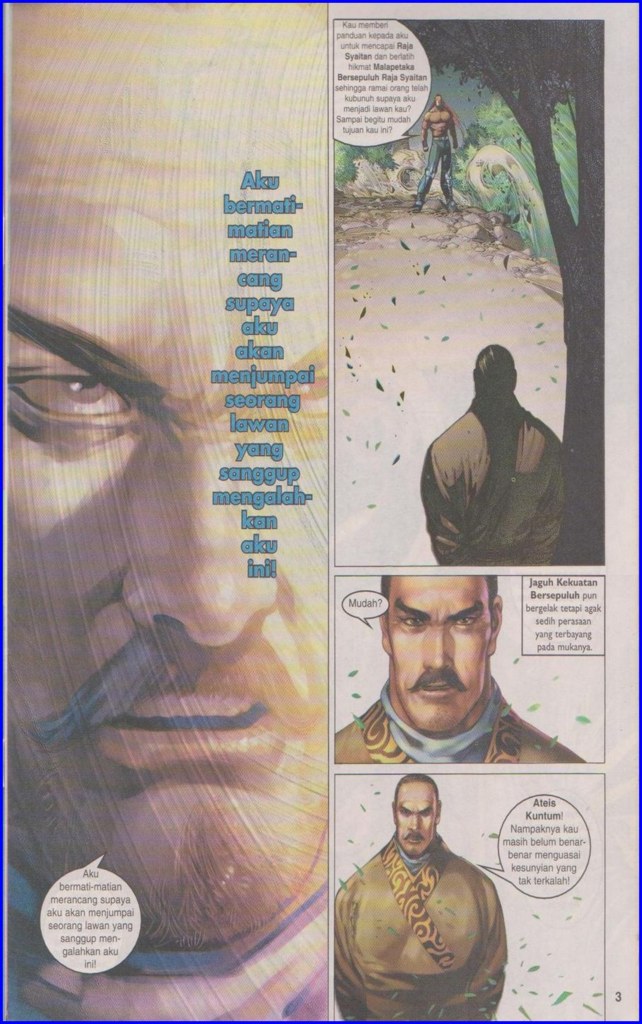 Aku
bermati-
matian
meran-
cang
supaya
aku
akan
menjumpai
seorang
lawan
yang
sanggup
mengalah-
kan
aku
ini!
Aku
bermati-matian
merancang supaya
aku akan menjumpai
seorang lawan yang
sanggup men-
galahkan aku
ini!
Kau memberi
panduan kepada aku
untuk mencapai Raja
Syaitan dan berlatih
hikmat Malapetaka
Bersepuluh Raja Syaitan
sehingga ramai orang telah
kubunuh supaya aku
menjadi lawan kau?
Sampai begitu mudah
tujuan kau ini?
Mudah?
Jaguh Kekuatan
Bersepuluh pun
bergelak tetapi agak
sedih perasaan
yang terbayang
pada mukanya.
Ateis
Kuntum!
Nampaknya kau
masih belum benar-
benar menguasai
kesunyian yang
tak terkalah!
3